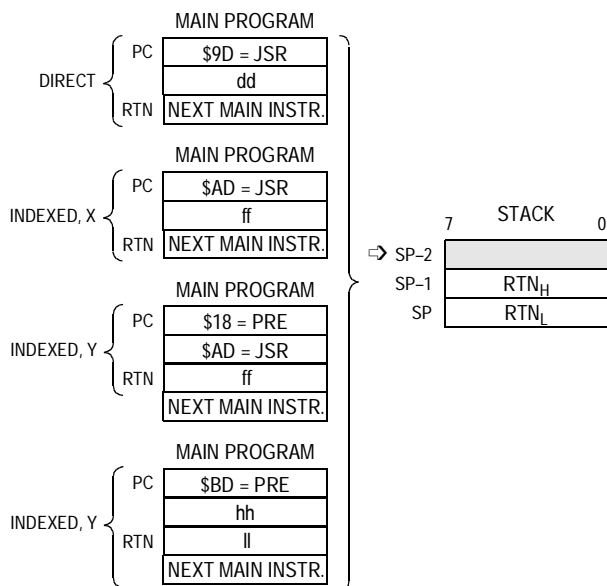 MAIN PROGRAM
PC $9D = JSR
DIRECT dd
RTN NEXT MAIN INSTR.
MAIN PROGRAM
PC $AD = JSR
INDEXED, X ff
RTN NEXT MAIN INSTR.
MAIN PROGRAM
PC $18 = PRE
INDEXED, Y $AD = JSR
RTN ff
NEXT MAIN INSTR.
MAIN PROGRAM
PC $BD = PRE
INDEXED, Y hh
RTN ll
NEXT MAIN INSTR.
7 STACK 0
⇨ SP–2
SP–1 RTNH
SP RTNL